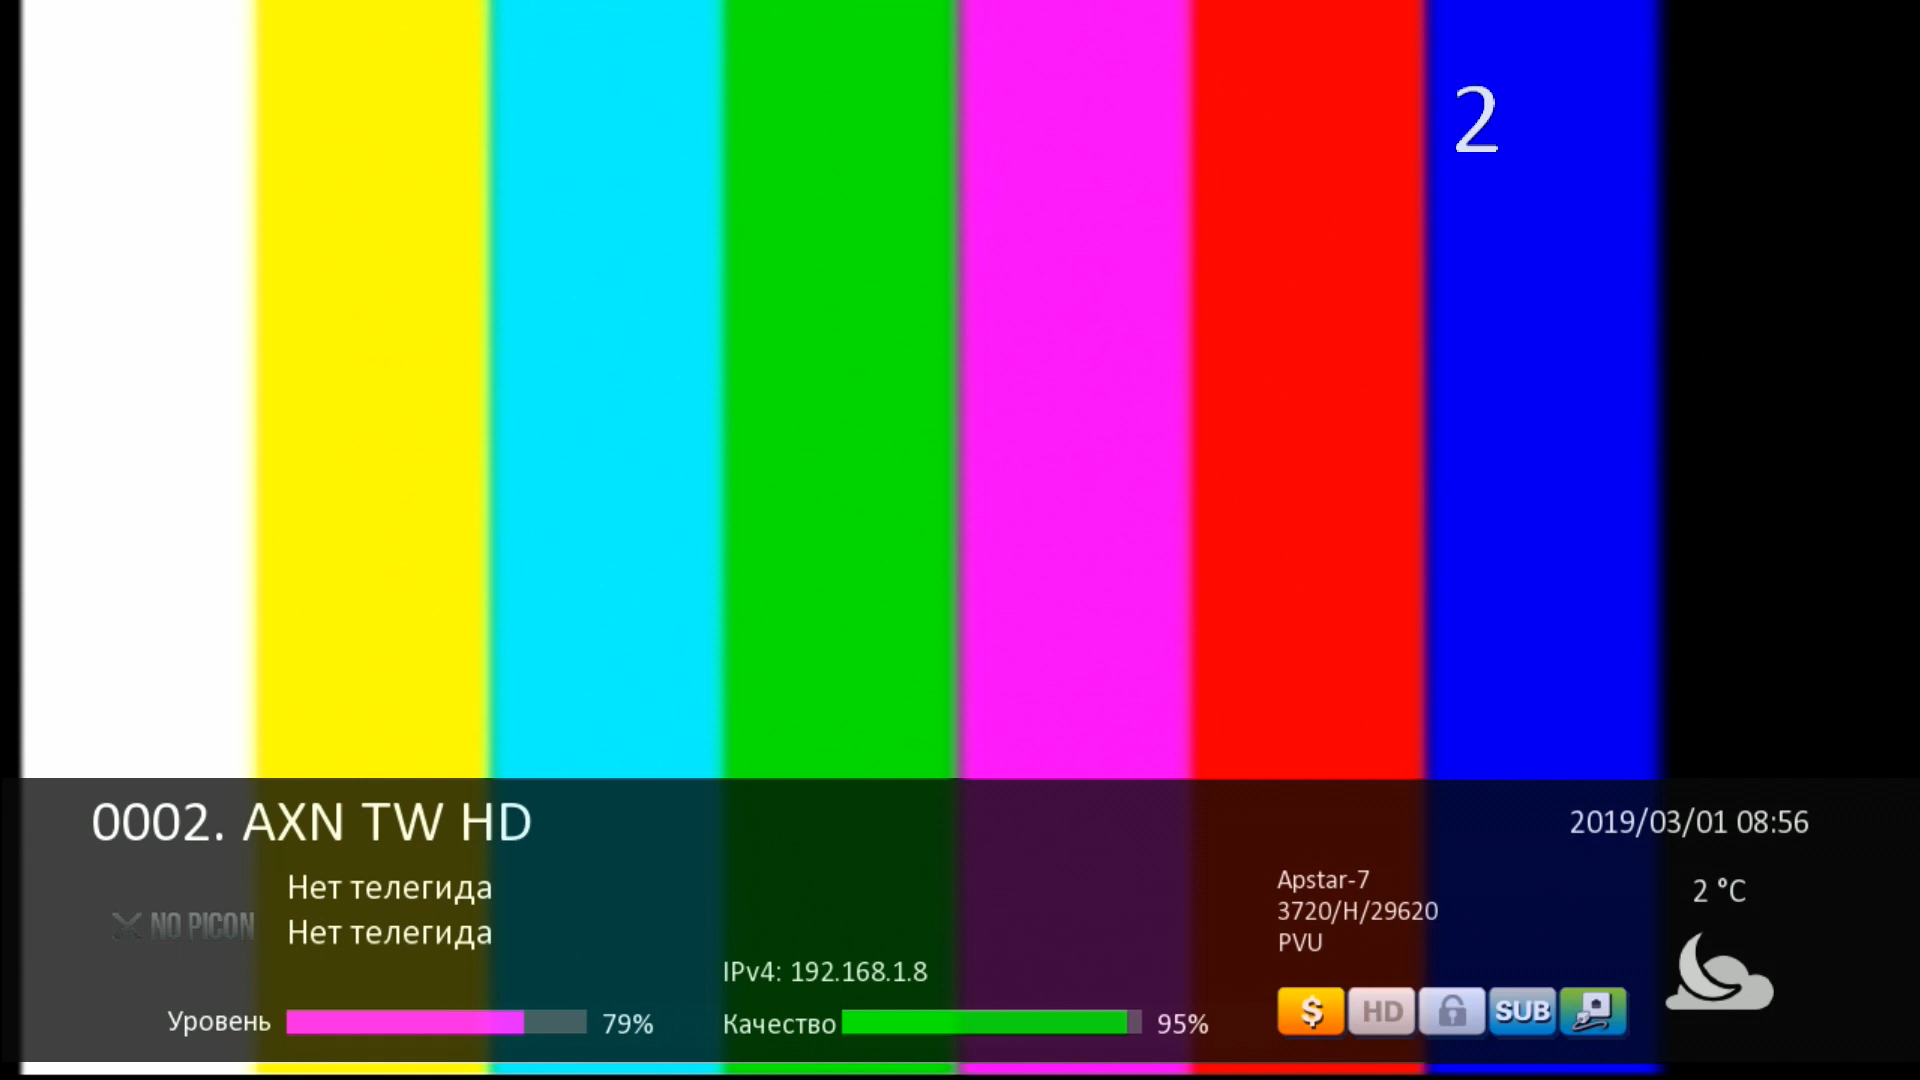 2
0002. AXN TW HD
2019/03/01 08:56
Нет телегида
Нет телегида
NO PICON
Apstar-7
3720/H/29620
PVU
2 °C
IPv4: 192.168.1.8
Уровень 79%
Качество 95%
$ HD SUB